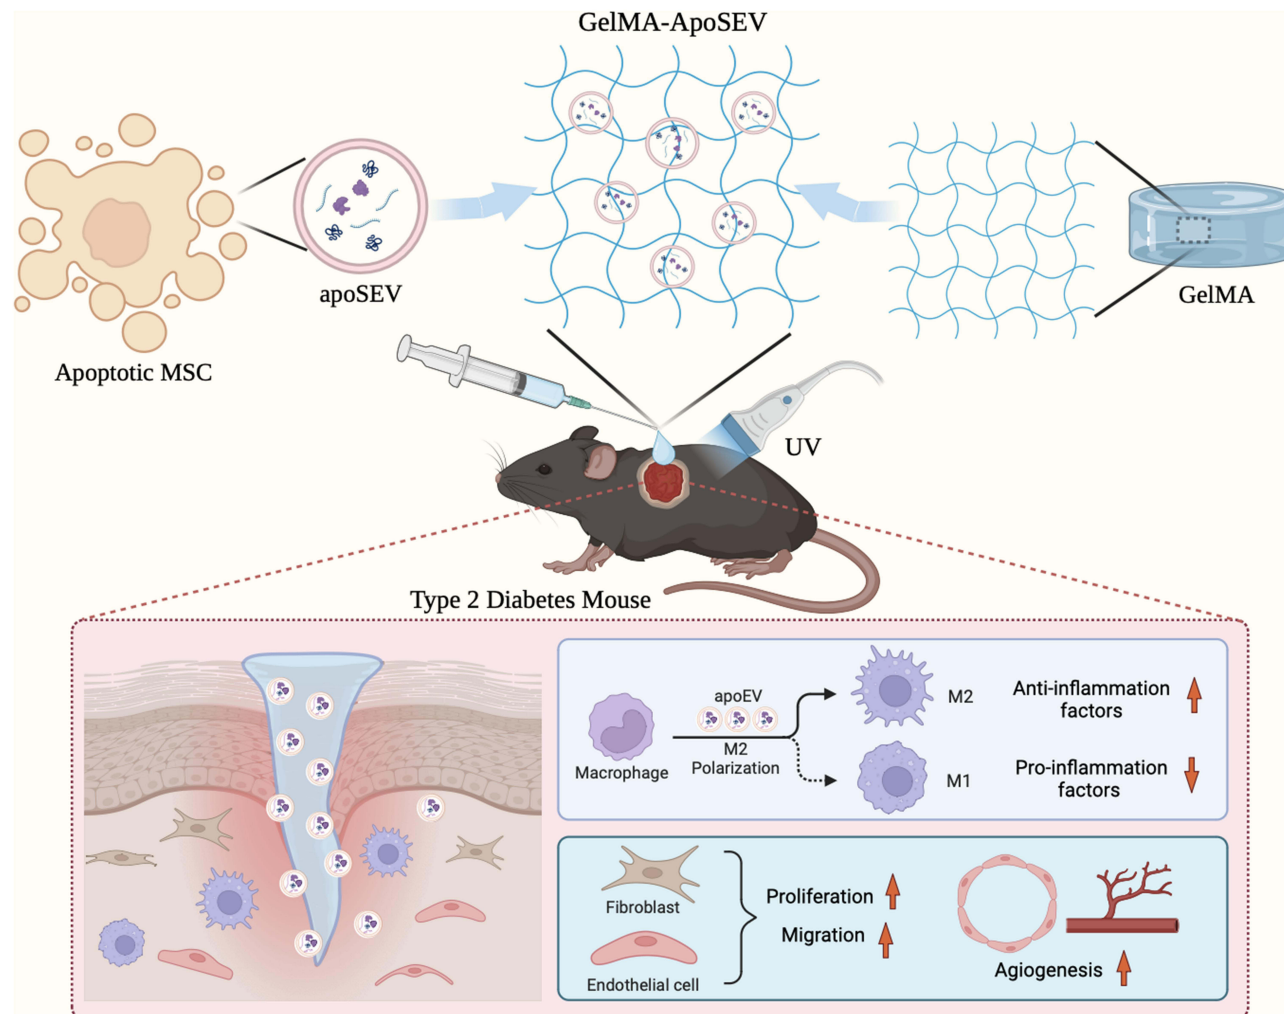 GelMA-ApoSEV
apoSEV
GelMA
Apoptotic MSC
UV
Type 2 Diabetes Mouse
apoEV
M2
Polarization
Macrophage
M2
M1
Anti-inflammation
factors
Pro-inflammation
factors
Fibroblast
Endothelial cell
Proliferation
Migration
Agiogenesis